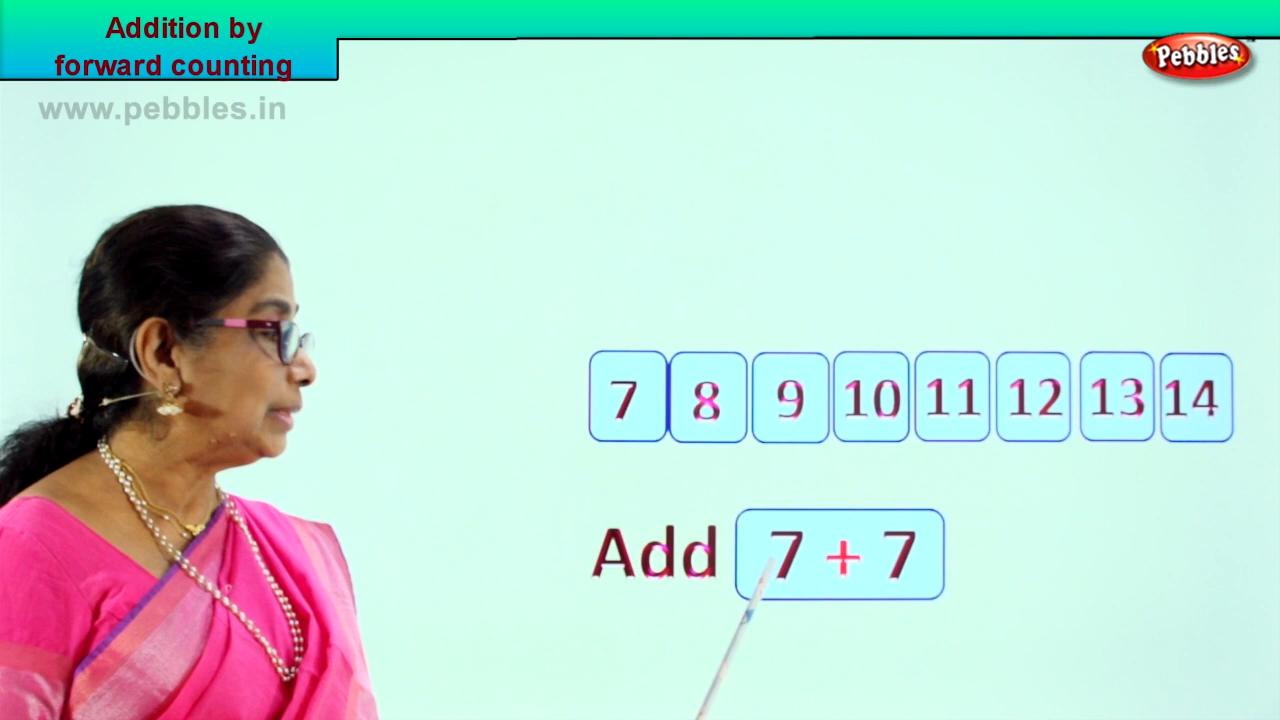 Addition by
forward counting
Pebbles
www.pebbles.in
7 8 9 10 11 12 13 14
Add 7 + 7